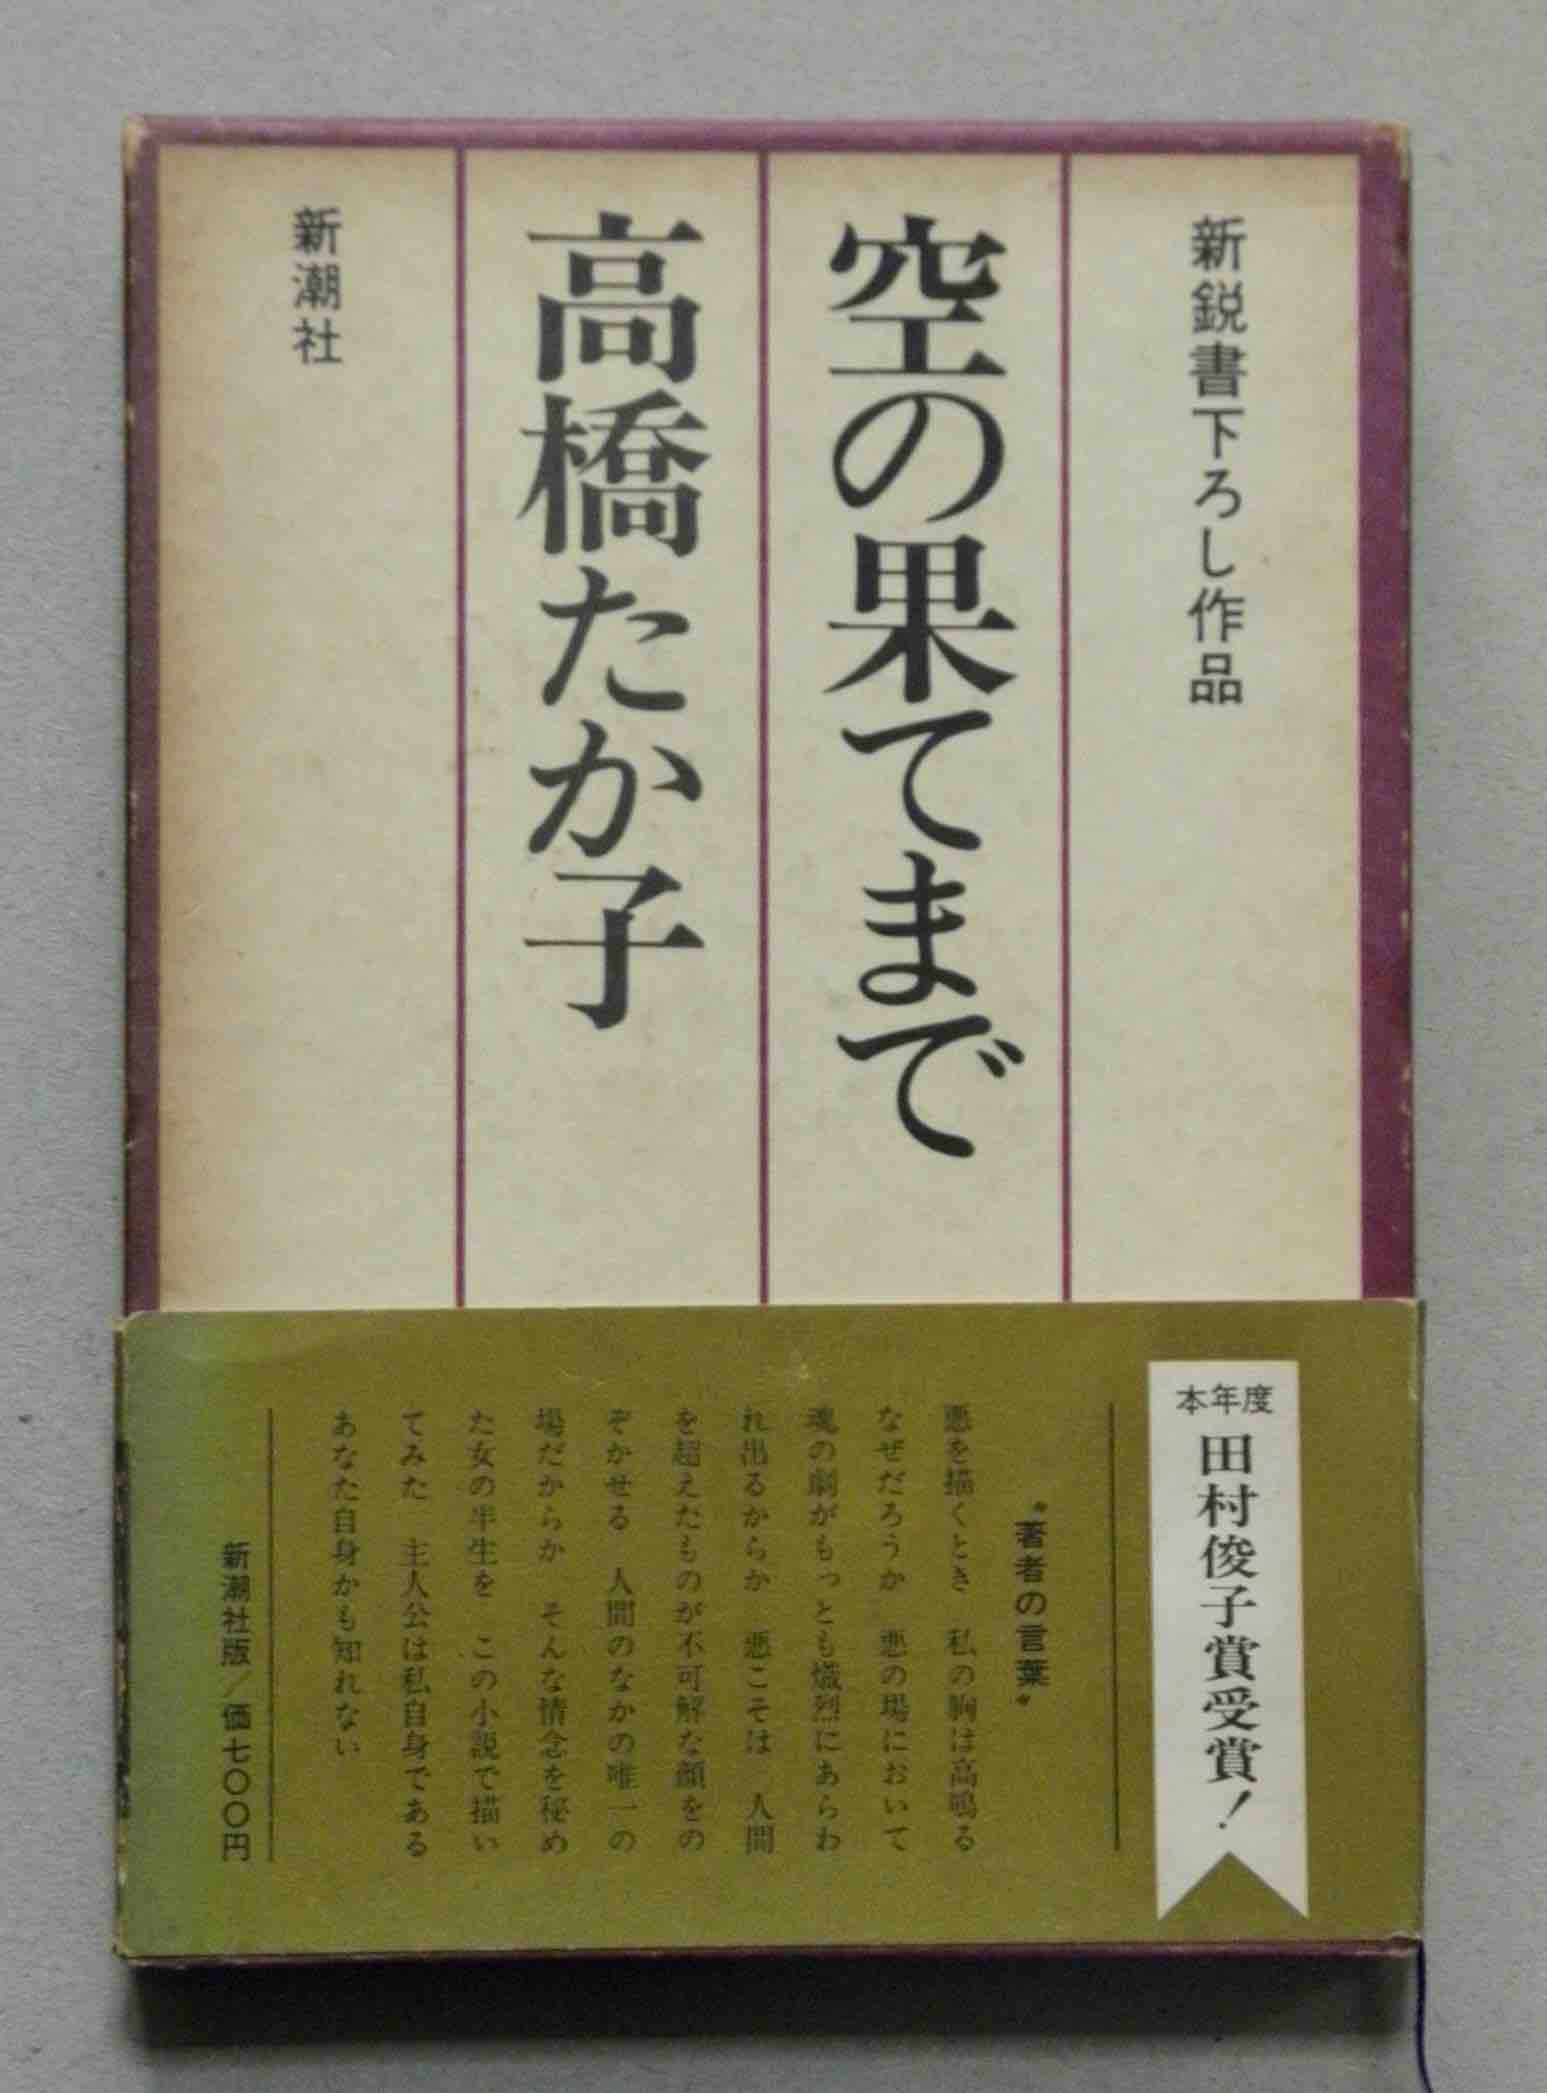 新鋭書下ろし作品
空の果てまで
高橋たか子
新潮社
本年度
田村俊子賞受賞!
“著者の言葉”
悪を描くとき 私の胸は高鳴る
なぜだろうか 悪の場において
魂の劇がもっとも熾烈にあらわ
れ出るからか 悪こそは 人間
を超えたものが不可解な顔をの
ぞかせる 人間のなかの唯一の
場だからか そんな情念を秘め
た女の半生を この小説で描い
てみた 主人公は私自身である
あなた自身かも知れない
新潮社版/価七〇〇円